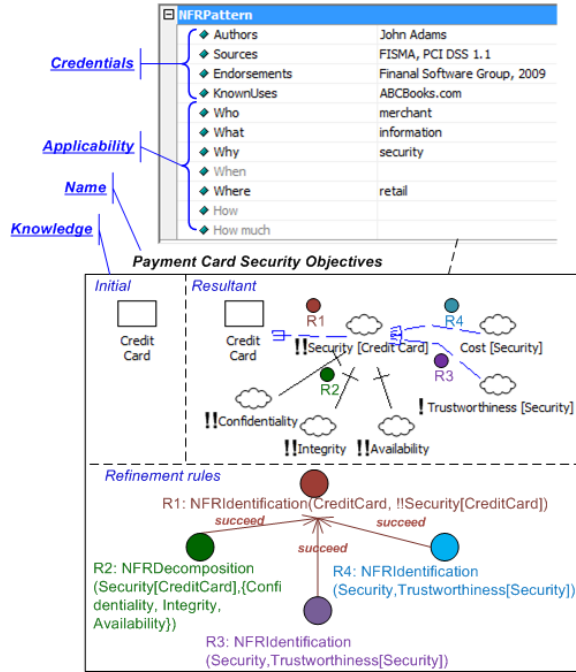 NFRPattern
Authors John Adams
Sources FISMA, PCI DSS 1.1
Credentials
Endorsements Finanal Software Group, 2009
KnownUses ABCBooks.com
Who merchant
What information
Applicability
Why security
When
Name
Where retail
How
Knowledge
How much
Payment Card Security Objectives
Initial
Resultant
R1
R4
Credit
Card
Credit
Card
!!Security [Credit Card]
Cost [Security]
R2
R3
!!Confidentiality
! Trustworthiness [Security]
!!Integrity
!!Availability
Refinement rules
R1: NFRIdentification(CreditCard, !!Security[CreditCard])
succeed
succeed
succeed
R2: NFRDecomposition
(Security[CreditCard],{Confi
dentiality, Integrity,
Availability})
R4: NFRIdentification
(Security,Trustworthiness[Security])
R3: NFRIdentification
(Security,Trustworthiness[Security])